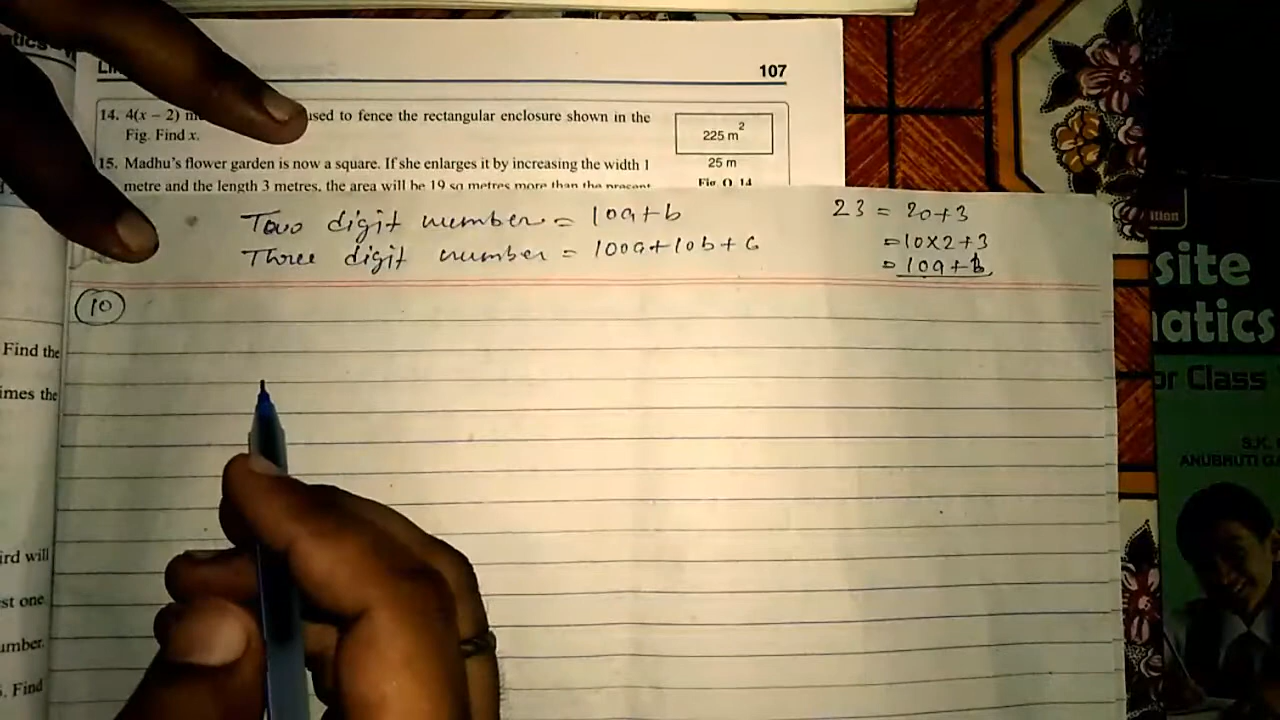 107
14. 4(x – 2) used to fence the rectangular enclosure shown in the
Fig. Find x.
225 m²
25 m
Fig. Q. 14
15. Madhu's flower garden is now a square. If she enlarges it by increasing the width 1
metre and the length 3 metres, the area will be 19 sq metres more than the present
Two digit number = 10a+b
Three digit number = 100a+10b+c
23 = 20+3
=10×2+3
= 10a+b
10
Find the
imes the
ird will
st one
umber.
. Find
site
atics
or Class
S.K.
ANUBHUTI